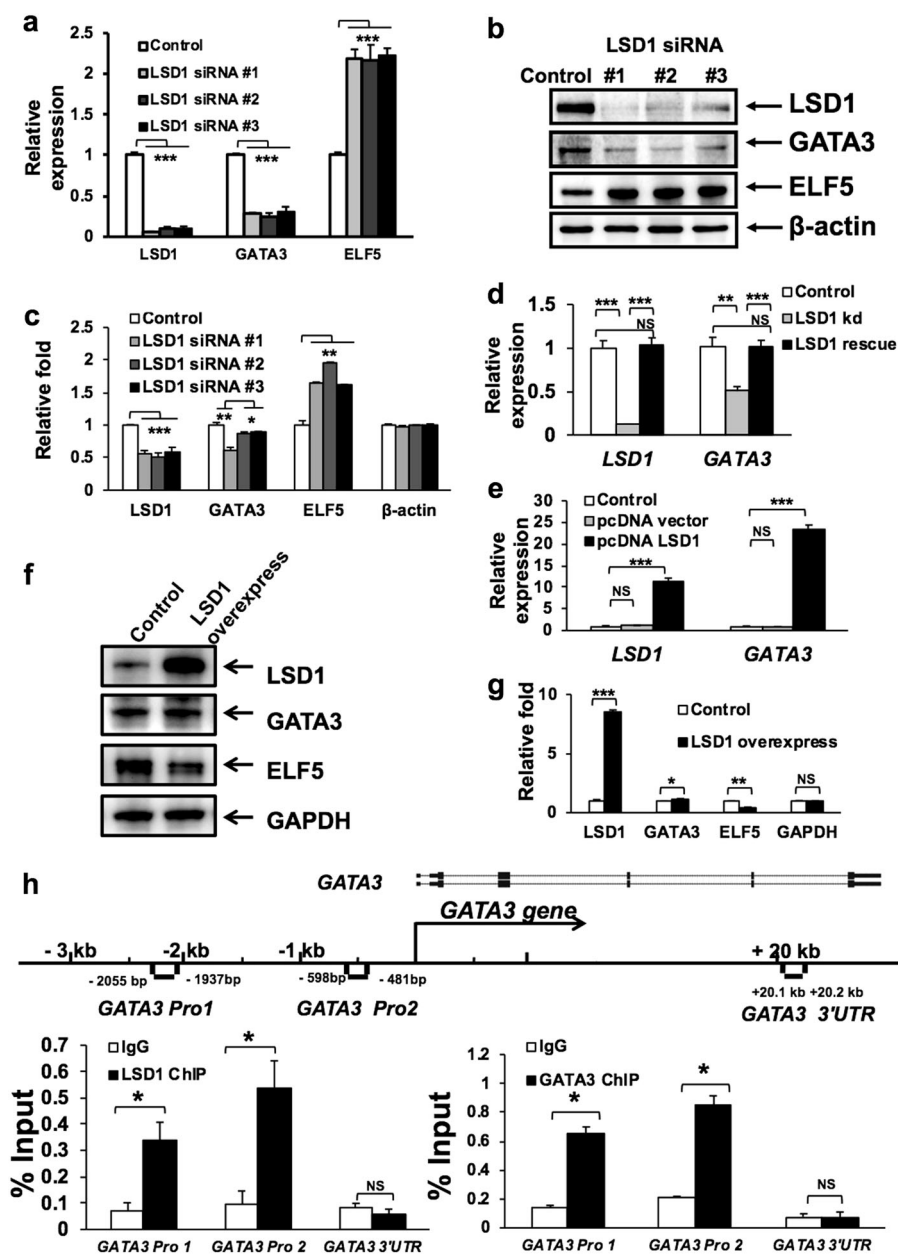 a
Relative
expression
2.5
2
1.5
1
0.5
0
Control
LSD1 siRNA #1
LSD1 siRNA #2
LSD1 siRNA #3
***
***
***
LSD1 GATA3 ELF5
b
LSD1 siRNA
Control #1 #2 #3
LSD1
GATA3
ELF5
β-actin
c
Relative fold
2.5
2.0
1.5
1.0
0.5
0
Control
LSD1 siRNA #1
LSD1 siRNA #2
LSD1 siRNA #3
***
** *
**
LSD1 GATA3 ELF5 β-actin
d
Relative
expression
1.5
1
0.5
0
*** ***
NS
** ***
NS
Control
LSD1 kd
LSD1 rescue
LSD1 GATA3
e
Relative
expression
30
25
20
15
10
5
0
Control
pcDNA vector
pcDNA LSD1
***
NS
***
NS
LSD1 GATA3
f
Control
LSD1
overexpress
LSD1
GATA3
ELF5
GAPDH
g
Relative fold
10
5
0
Control
LSD1 overexpress
***
*
**
NS
LSD1 GATA3 ELF5 GAPDH
h
GATA3
GATA3 gene
- 3 kb -2 kb -1 kb + 20 kb
- 2055 bp - 1937bp -598bp - 481bp
+20.1 kb +20.2 kb
GATA3 Pro1 GATA3 Pro2 GATA3 3'UTR
% Input
0.7
0.6
0.5
0.4
0.3
0.2
0.1
0
IgG
LSD1 ChIP
*
*
NS
GATA3 Pro 1 GATA3 Pro 2 GATA3 3'UTR
% Input
1.2
1
0.8
0.6
0.4
0.2
0
IgG
GATA3 ChIP
*
*
NS
GATA3 Pro 1 GATA3 Pro 2 GATA3 3'UTR